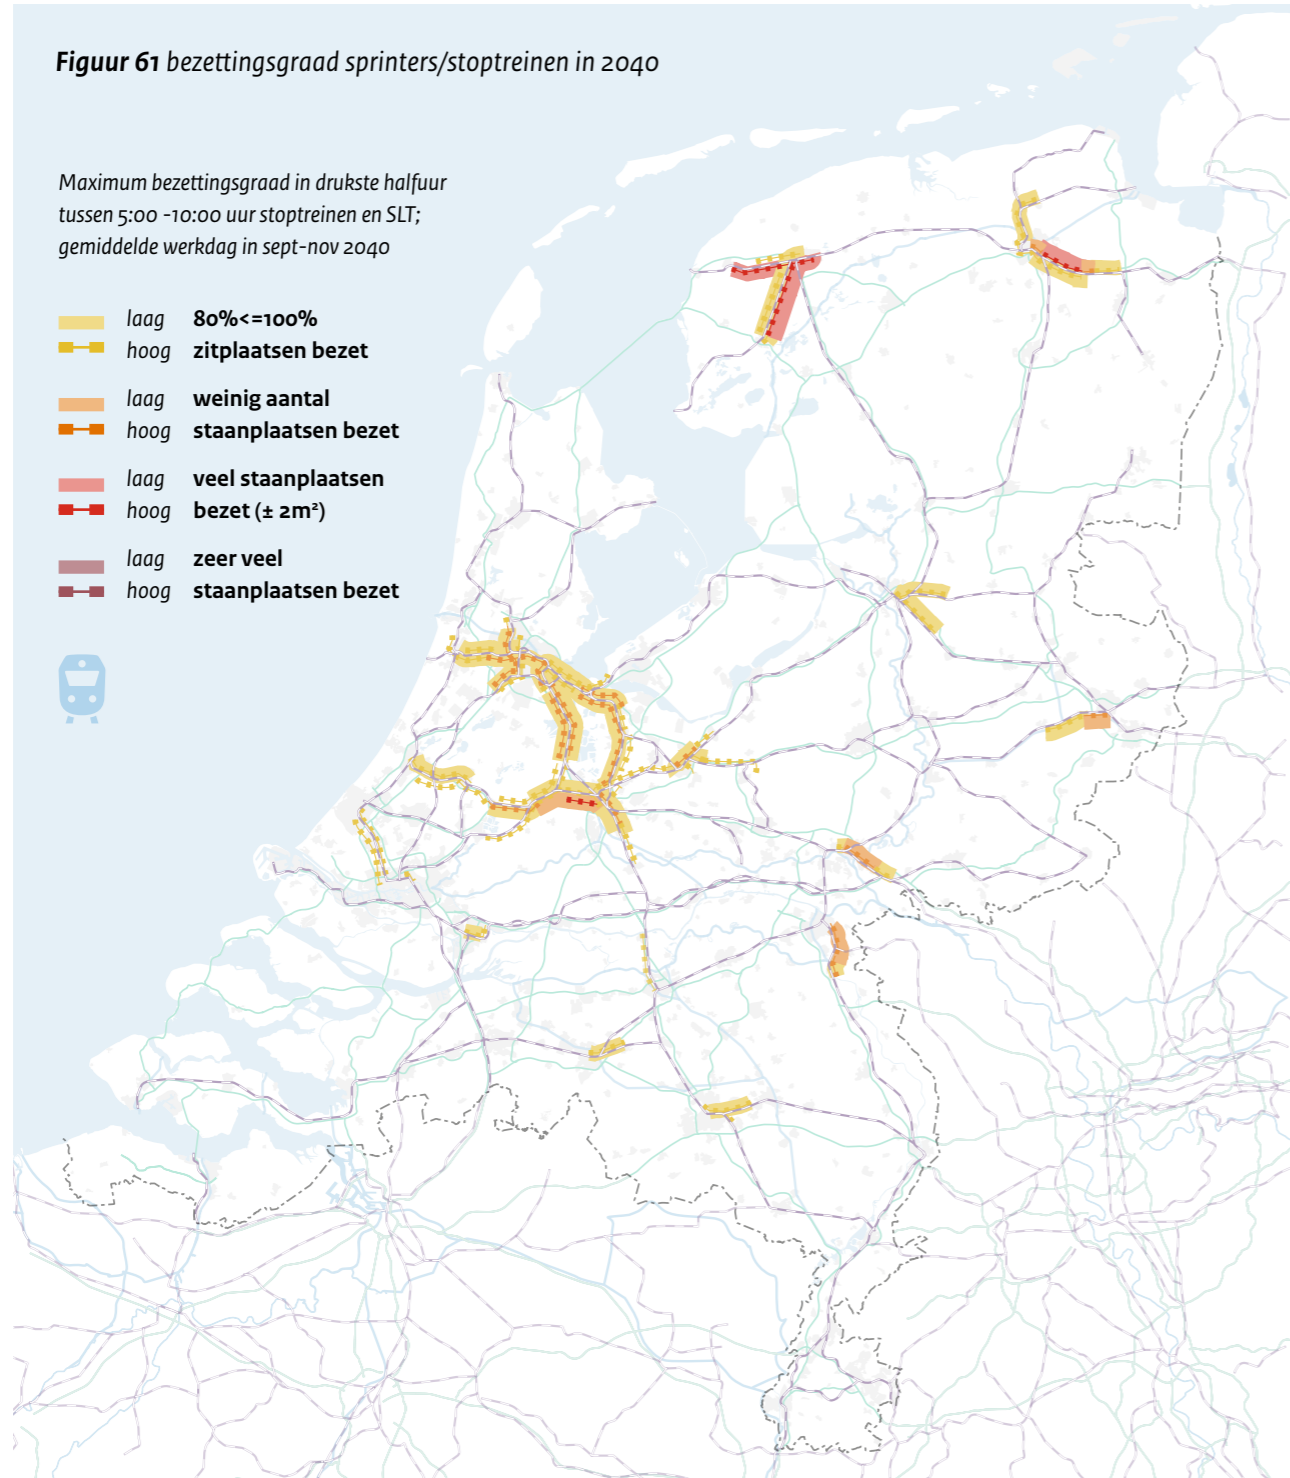 Figuur 61 bezettingsgraad sprinters/stoptreinen in 2040
Maximum bezettingsgraad in drukste halfuur
tussen 5:00 -10:00 uur stoptreinen en SLT;
gemiddelde werkdag in sept-nov 2040
laag 80%<=100%
hoog zitplaatsen bezet
laag weinig aantal
hoog staanplaatsen bezet
laag veel staanplaatsen
hoog bezet (± 2m²)
laag zeer veel
hoog staanplaatsen bezet